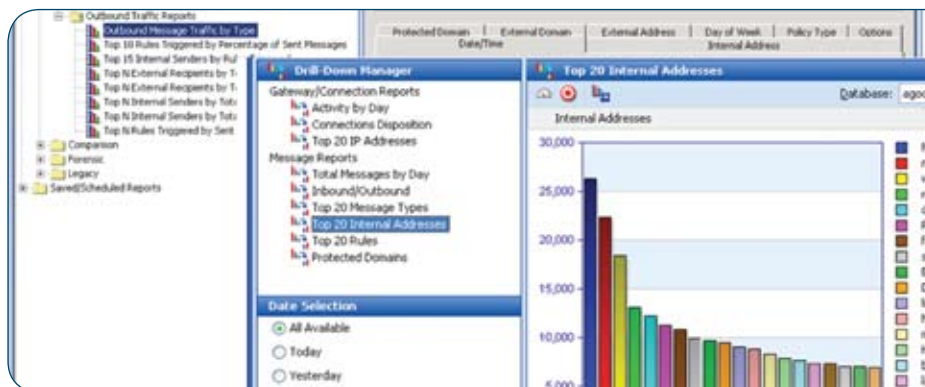 Outbound Traffic Reports
Outbound Message Traffic by Type
Top 10 Rules Triggered by Percentage of Sent Messages
Top 15 Internal Senders by Rul
Top N External Recipients by T
Top N External Recipients by T
Top N Internal Senders by Tota
Top N Internal Senders by Tota
Top N Rules Triggered by Sent
Comparison
Forensic
Legacy
Saved/Scheduled Reports
Protected Domain
External Domain
External Address
Day of Week
Policy Type
Options
Date/Time
Internal Address
Drill-Down Manager
Gateway/Connection Reports
Activity by Day
Connections Disposition
Top 20 IP Addresses
Message Reports
Total Messages by Day
Inbound/Outbound
Top 20 Message Types
Top 20 Internal Addresses
Top 20 Rules
Protected Domains
Date Selection
All Available
Today
Yesterday
Top 20 Internal Addresses
Database: agoo
Internal Addresses
30,000
25,000
20,000
15,000
10,000
5,000